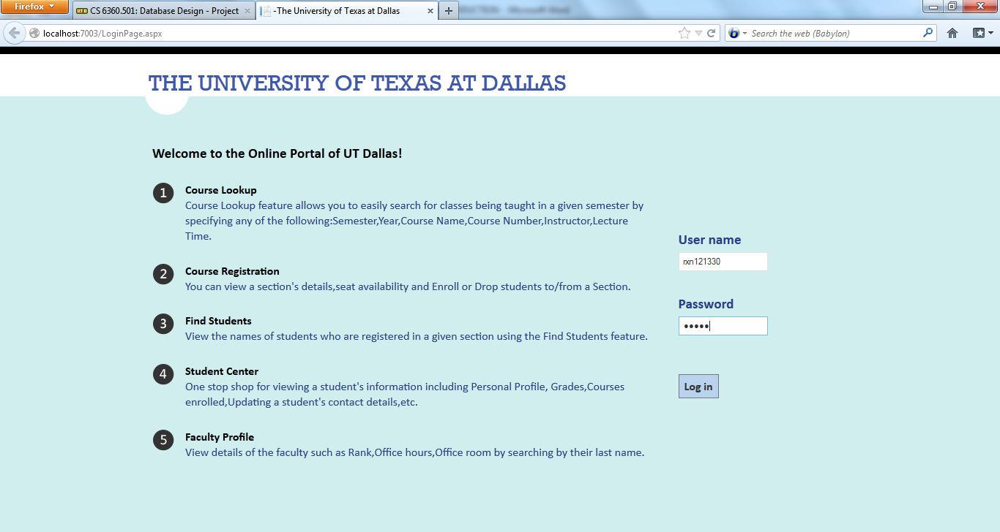 Firefox
UTD CS 6360.501: Database Design - Project
-The University of Texas at Dallas
Microsoft Word
localhost:7003/LoginPage.aspx
Search the web (Babylon)
THE UNIVERSITY OF TEXAS AT DALLAS
Welcome to the Online Portal of UT Dallas!
1 Course Lookup
Course Lookup feature allows you to easily search for classes being taught in a given semester by
specifying any of the following:Semester,Year,Course Name,Course Number,Instructor,Lecture
Time.
2 Course Registration
You can view a section's details,seat availability and Enroll or Drop students to/from a Section.
3 Find Students
View the names of students who are registered in a given section using the Find Students feature.
4 Student Center
One stop shop for viewing a student's information including Personal Profile, Grades,Courses
enrolled,Updating a student's contact details,etc.
5 Faculty Profile
View details of the faculty such as Rank,Office hours,Office room by searching by their last name.
User name
rxn121330
Password
•••••
Log in